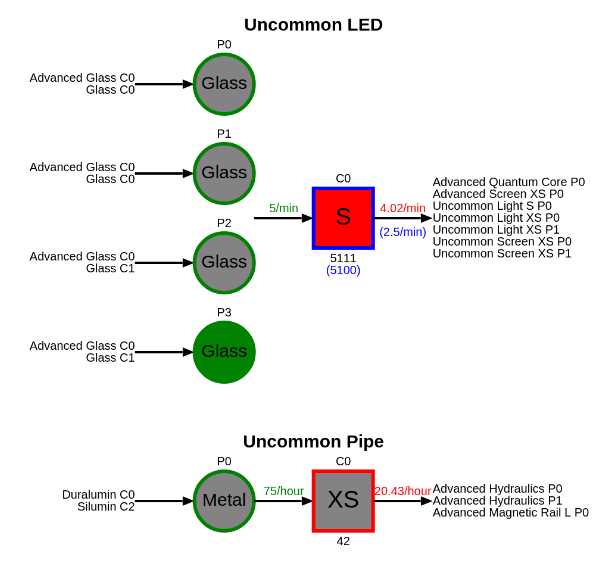 Uncommon LED
P0
Advanced Glass C0
Glass C0
Glass
P1
Advanced Glass C0
Glass C0
Glass
P2
Advanced Glass C0
Glass C1
Glass
P3
Advanced Glass C0
Glass C1
Glass
5/min
C0
S
5111
(5100)
4.02/min
(2.5/min)
Advanced Quantum Core P0
Advanced Screen XS P0
Uncommon Light S P0
Uncommon Light XS P0
Uncommon Light XS P1
Uncommon Screen XS P0
Uncommon Screen XS P1
Uncommon Pipe
P0
Duralumin C0
Silumin C2
Metal
75/hour
C0
XS
42
20.43/hour
Advanced Hydraulics P0
Advanced Hydraulics P1
Advanced Magnetic Rail L P0